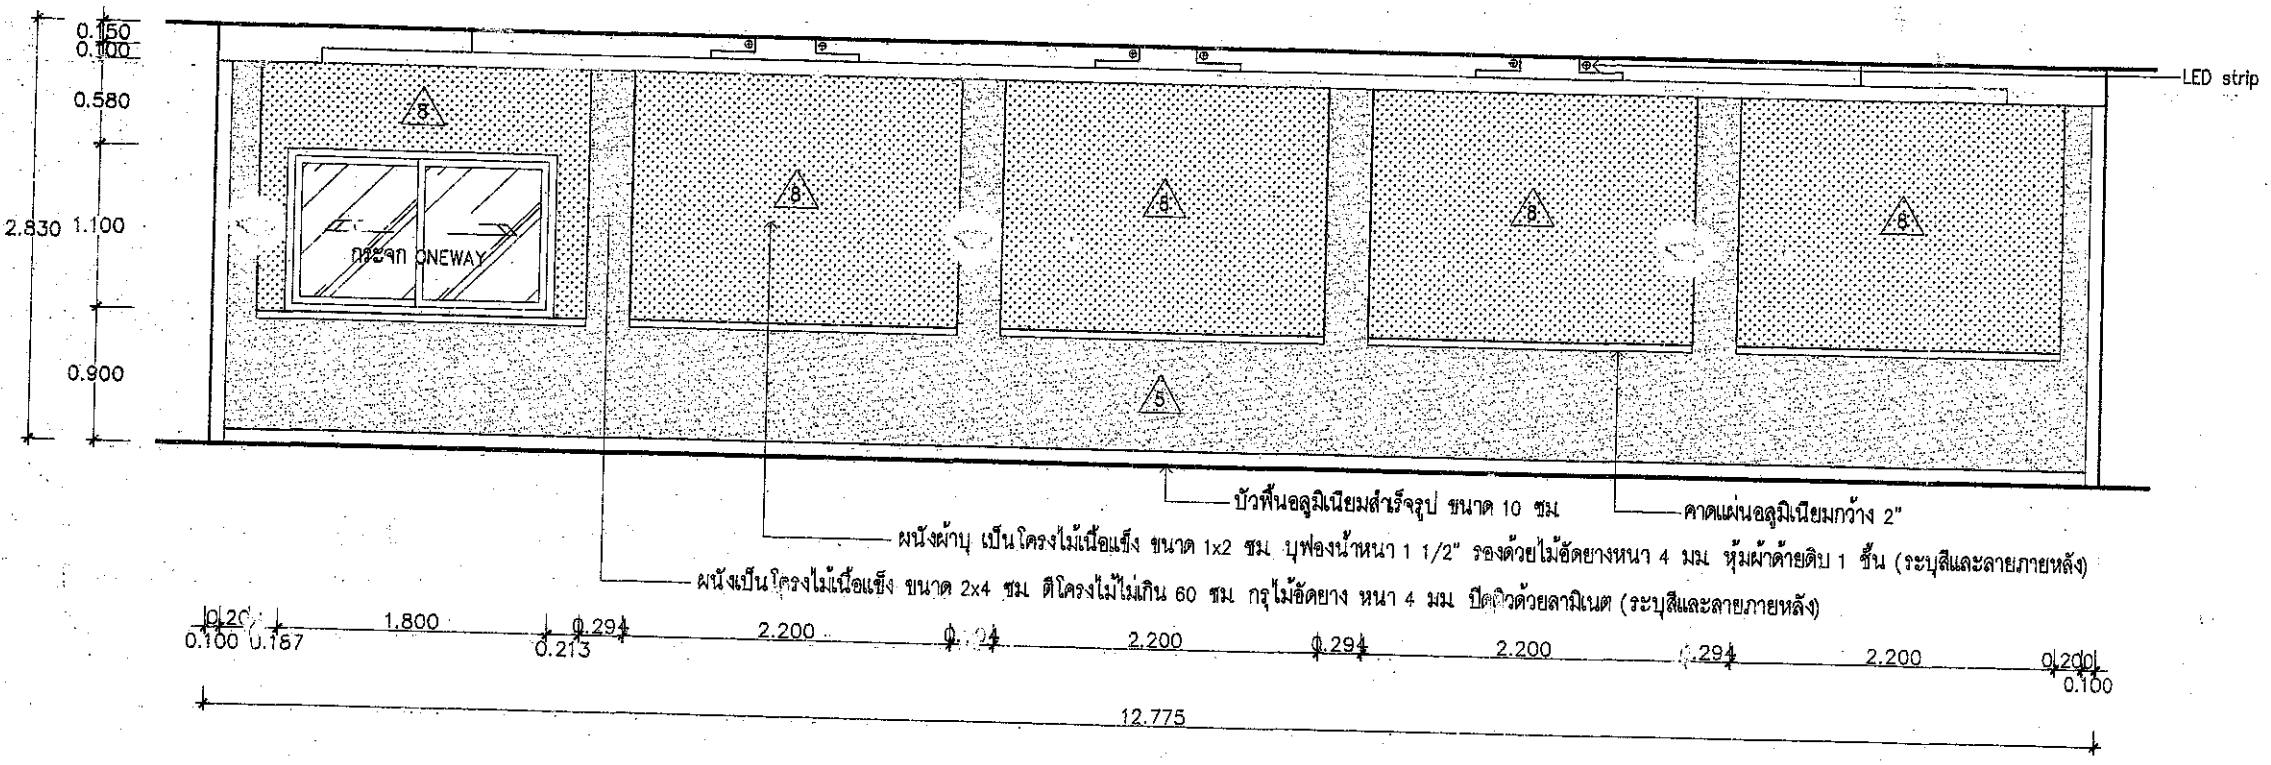 0.150
0.100
0.580
LED strip
8
8
8
8
8
2.830
1.100
กระจก ONEWAY
0.900
5
บัวพื้นอลูมิเนียมสำเร็จรูป ขนาด 10 ซม
คาดแผ่นอลูมิเนียมกว้าง 2"
ผนังผ้าบุ เป็นโครงไม้เนื้อแข็ง ขนาด 1x2 ซม บุฟองน้ำหนา 1 1/2" รองด้วยไม้อัดยางหนา 4 มม หุ้มผ้าด้ายดิบ 1 ชั้น (ระบุสีและลายภายหลัง)
ผนังเป็นโครงไม้เนื้อแข็ง ขนาด 2x4 ซม ตีโครงไม้ไม่เกิน 60 ซม กรุไม้อัดยาง หนา 4 มม ปิดผิวด้วยลามิเนต (ระบุสีและลายภายหลัง)
1.800 0.294 2.200 2.200 0.294 2.200 0.294 2.200 0.200
0.100 0.187 0.213 0.100
12.775